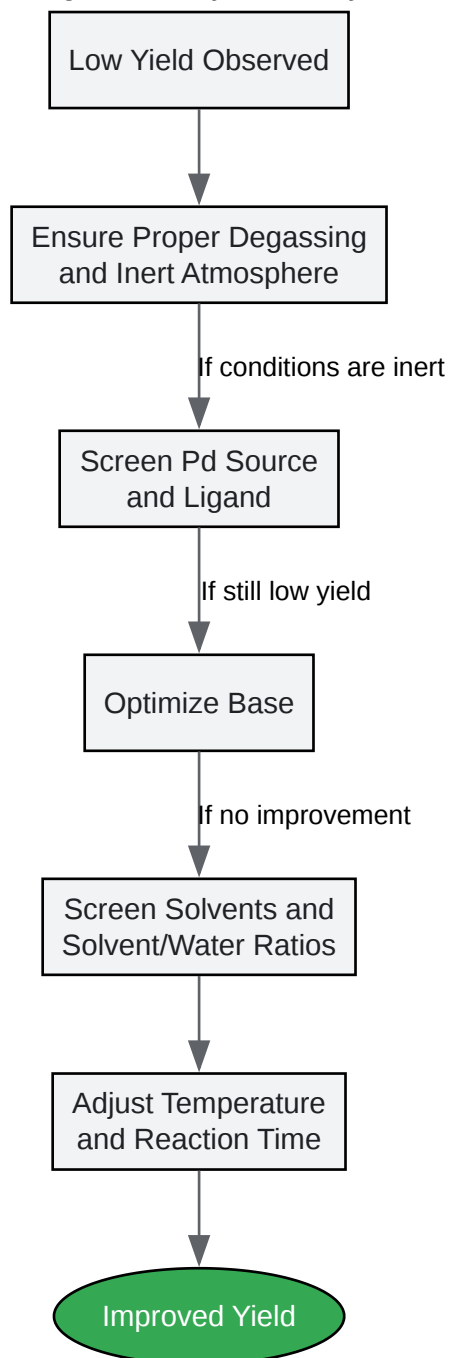 Low Yield Observed
Ensure Proper Degassing
and Inert Atmosphere
If conditions are inert
Screen Pd Source
and Ligand
If still low yield
Optimize Base
If no improvement
Screen Solvents and
Solvent/Water Ratios
Adjust Temperature
and Reaction Time
Improved Yield